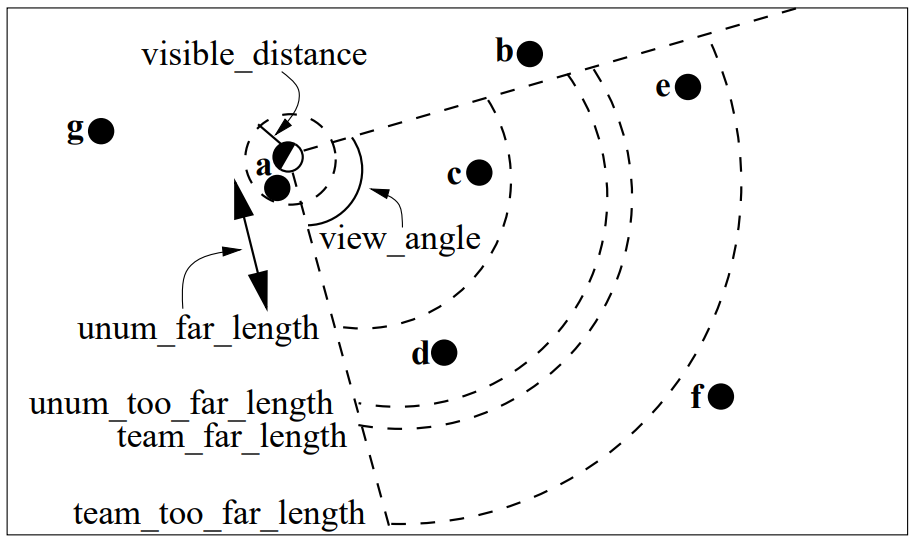 visible_distance
b
e
g
a
c
view_angle
unum_far_length
d
unum_too_far_length
f
team_far_length
team_too_far_length